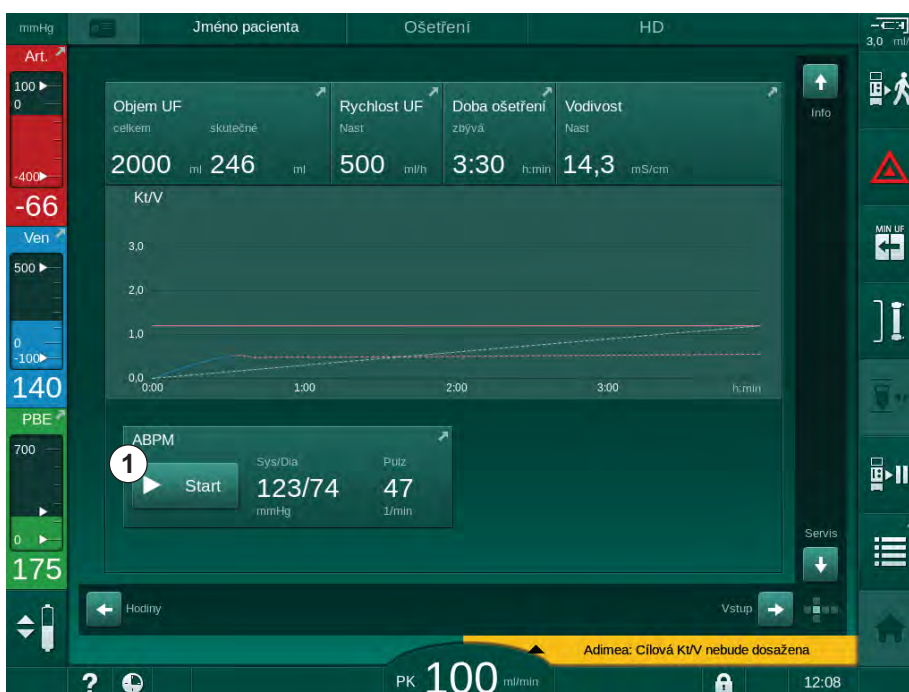 mmHg Jméno pacienta Ošetření HD
3,0 ml/
Art.
100
0
-400
-66
Ven
500
0
-100
140
PBE
700
0
175
Objem UF Rychlost UF Doba ošetření Vodivost
celkem skutečné Nast zbývá Nast
2000 ml 246 ml 500 ml/h 3:30 h:min 14,3 mS/cm
Kt/V
3,0
2,0
1,0
0,0
0:00 1:00 2:00 3:00 h:min
ABPM
1
Start
Sys/Dia Pulz
123/74 47
mmHg 1/min
Info
MIN UF
Servis
Hodiny Vstup
Adimea: Cílová Kt/V nebude dosažena
? PK 100 ml/min 12:08